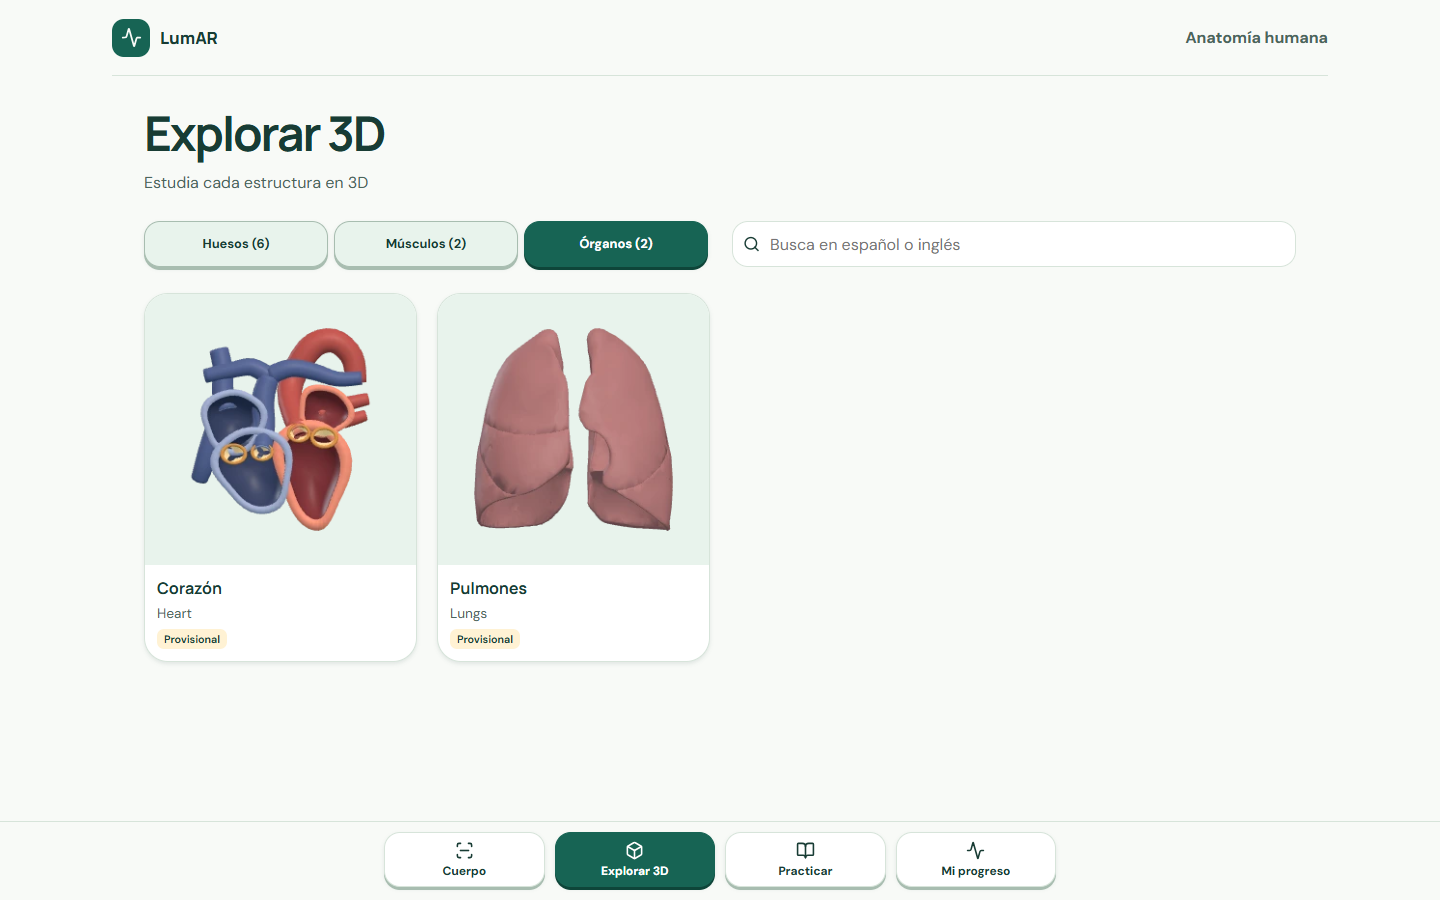 LumAR
Anatomía humana
Explorar 3D
Estudia cada estructura en 3D
Huesos (6)
Músculos (2)
Órganos (2)
Busca en español o inglés
Corazón
Heart
Provisional
Pulmones
Lungs
Provisional
Cuerpo
Explorar 3D
Practicar
Mi progreso